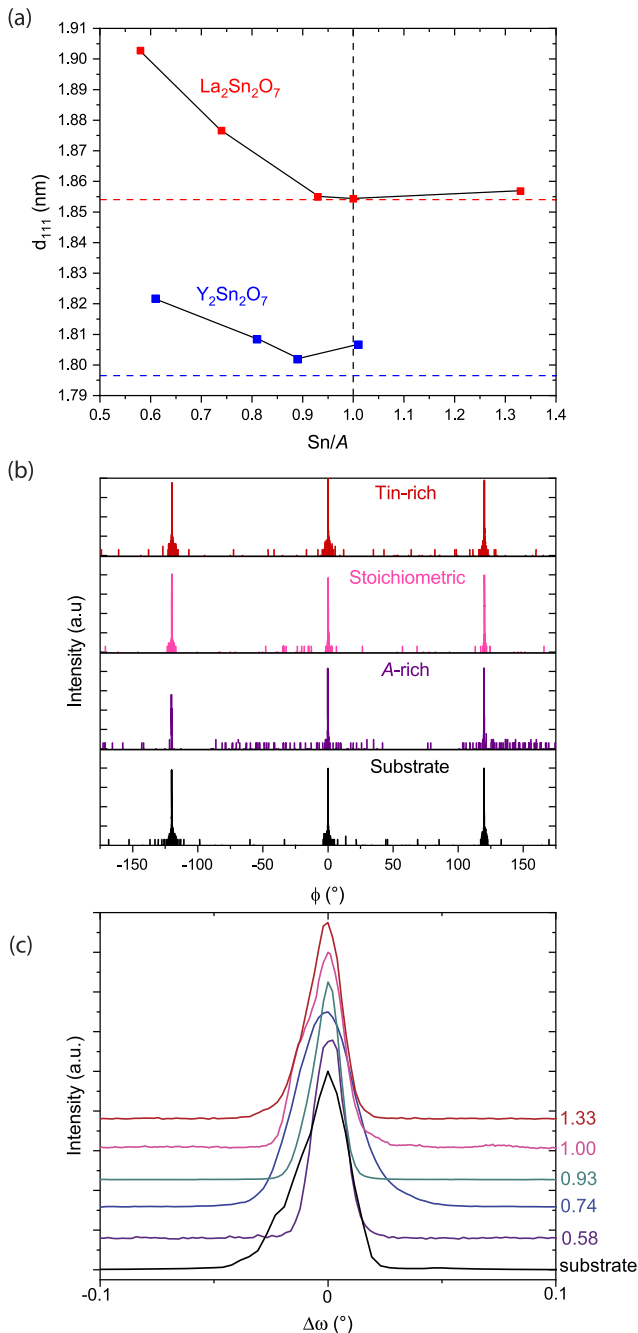 (a)
1.91
1.90
1.89
1.88
1.87
1.86
1.85
1.84
1.83
1.82
1.81
1.80
1.79
d₁₁₁ (nm)
La₂Sn₂O₇
Y₂Sn₂O₇
0.5 0.6 0.7 0.8 0.9 1.0 1.1 1.2 1.3 1.4
Sn/A
(b)
Tin-rich
Stoichiometric
A-rich
Substrate
Intensity (a.u)
-150 -100 -50 0 50 100 150
ϕ (°)
(c)
Intensity (a.u.)
1.33
1.00
0.93
0.74
0.58
substrate
-0.1 0 0.1
Δω (°)